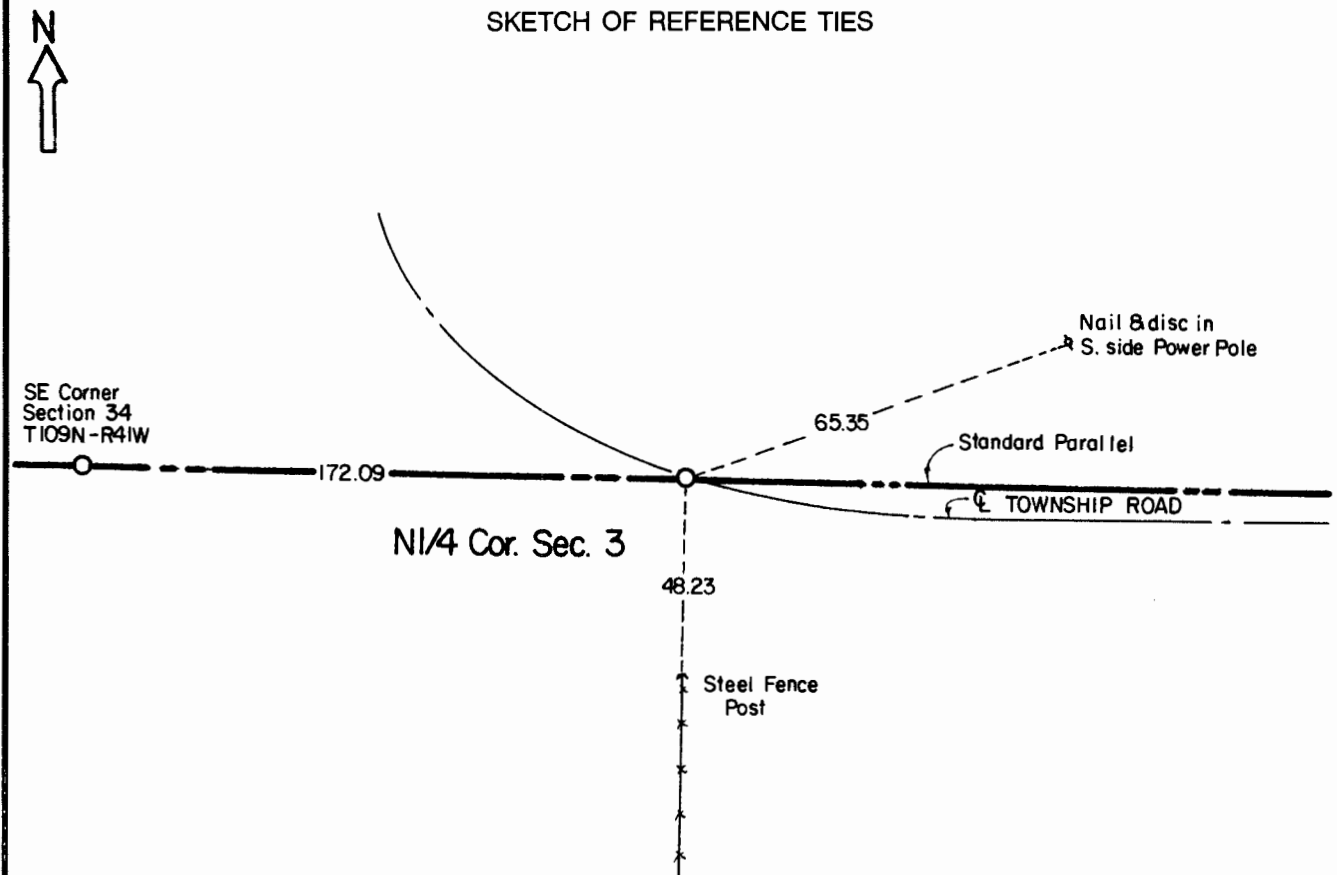 SKETCH OF REFERENCE TIES
N
Nail & disc in
S. side Power Pole
SE Corner
Section 34
T109N-R41W
65.35
Standard Parallel
172.09
℄ TOWNSHIP ROAD
N1/4 Cor. Sec. 3
48.23
Steel Fence
Post